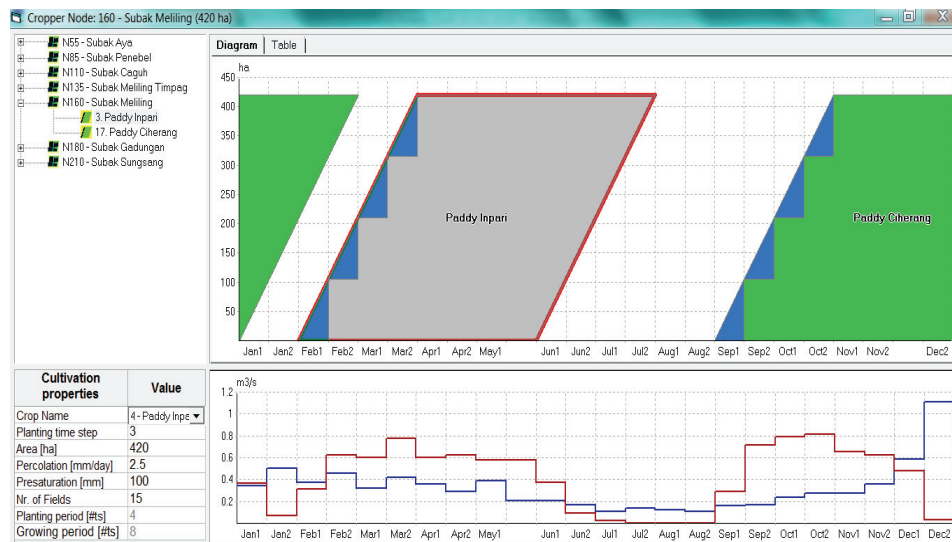 Cropper Node: 160 - Subak Meliling (420 ha)
N55 - Subak Aya
N85 - Subak Penebel
N110 - Subak Caguh
N135 - Subak Meliling Timpag
N160 - Subak Meliling
3. Paddy Inpari
17. Paddy Ciherang
N180 - Subak Gadungan
N210 - Subak Sungsang
Diagram Table
ha
450
400
350
300
250
200
150
100
50
Paddy Inpari
Paddy Ciherang
Jan1 Jan2 Feb1 Feb2 Mar1 Mar2 Apr1 Apr2 May1 Jun1 Jun2 Jul1 Jul2 Aug1 Aug2 Sep1 Sep2 Oct1 Oct2 Nov1 Nov2 Dec2
Cultivation properties Value
Crop Name 4 - Paddy Inpa
Planting time step 3
Area [ha] 420
Percolation [mm/day] 2.5
Presaturation [mm] 100
Nr. of Fields 15
Planting period [#ts] 4
Growing period [#ts] 8
m3/s
1.2
1
0.8
0.6
0.4
0.2
Jan1 Jan2 Feb1 Feb2 Mar1 Mar2 Apr1 Apr2 May1 Jun1 Jun2 Jul1 Jul2 Aug1 Aug2 Sep1 Sep2 Oct1 Oct2 Nov1 Nov2 Dec1 Dec2